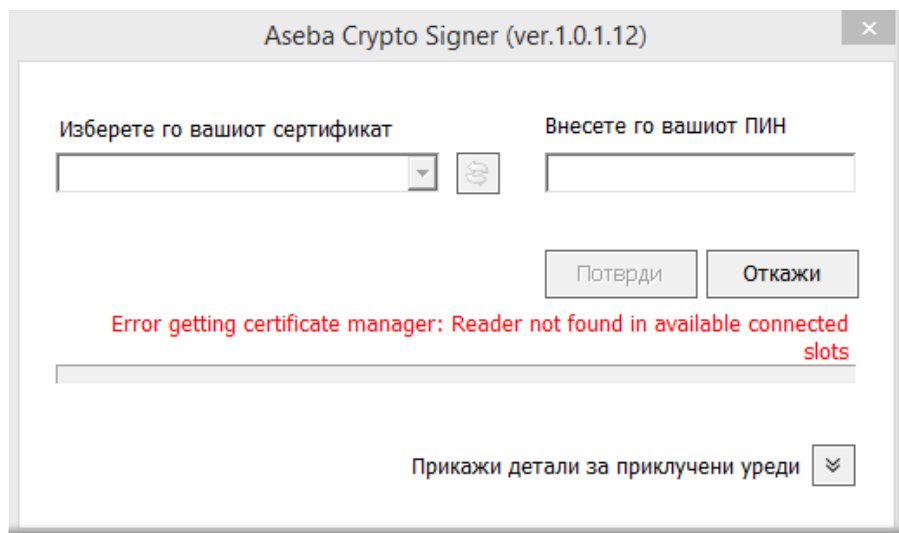 Aseba Crypto Signer (ver.1.0.1.12)
Изберете го вашиот сертификат
Внесете го вашиот ПИН
Потврди
Откажи
Error getting certificate manager: Reader not found in available connected
slots
Прикажи детали за приклучени уреди